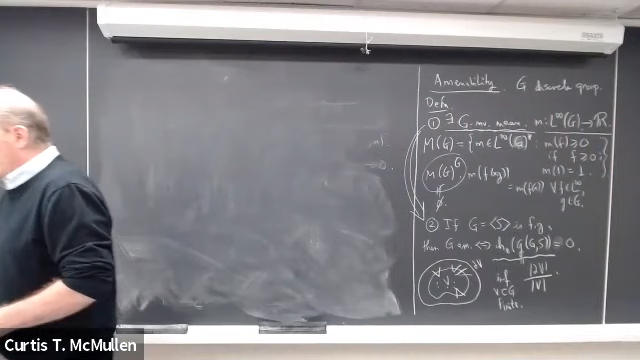 Amenability. G discrete group.
Defn.
① ∃ G-inv. mean. m: L^∞(G) → ℝ.
M(G) = {m ∈ L^∞(G)* : m(f) ≥ 0
if f ≥ 0;
m(1) = 1.}
M(G)^G : m(f(xg))
= m(f(x)) ∀ f ∈ L^∞,
g ∈ G.
≠
∅.
② If G = ⟨S⟩ is f.g,
then G am. ⟺ (G, S)) = 0.
V
∂V
inf |∂V| / |V| .
V ⊂ G
finite.
Curtis T. McMullen